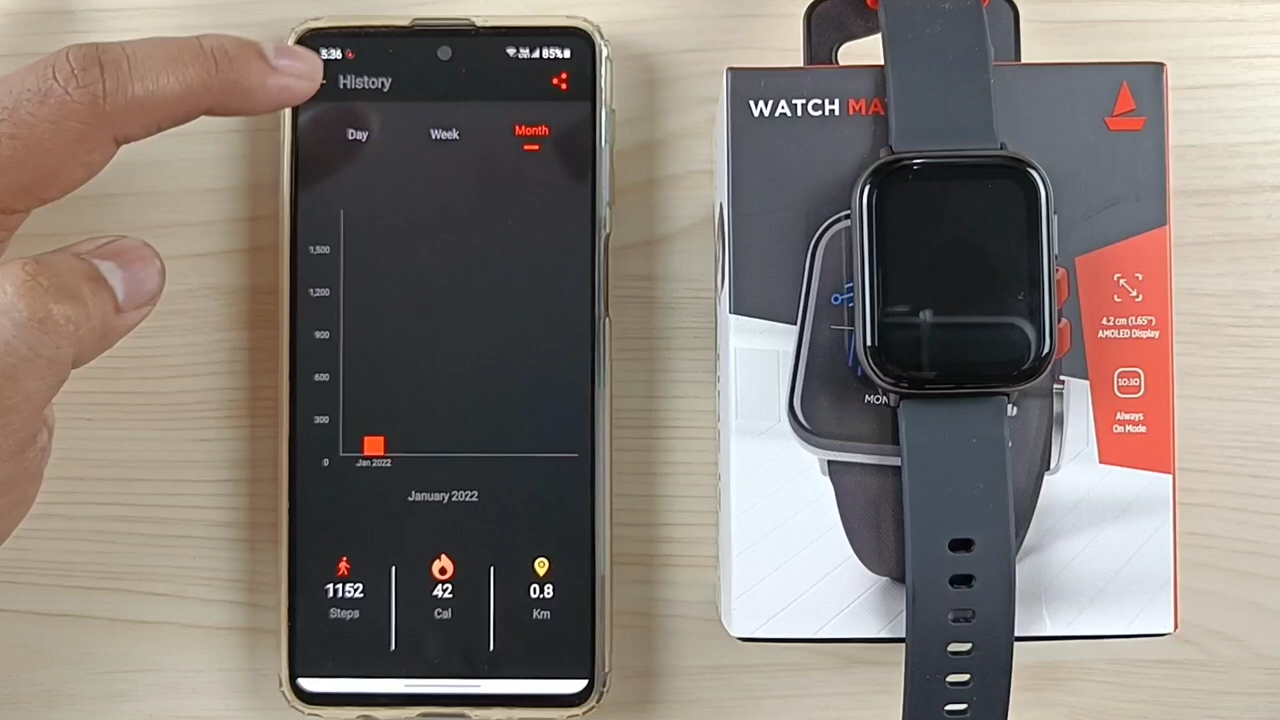 5:36 85%
History
Day Week Month
1,500
1,200
900
600
300
0
Jan 2022
January 2022
1152 42 0.8
Steps Cal Km
WATCH MA
4.2 cm (1.65")
AMOLED Display
10:10
Always
On Mode
MON